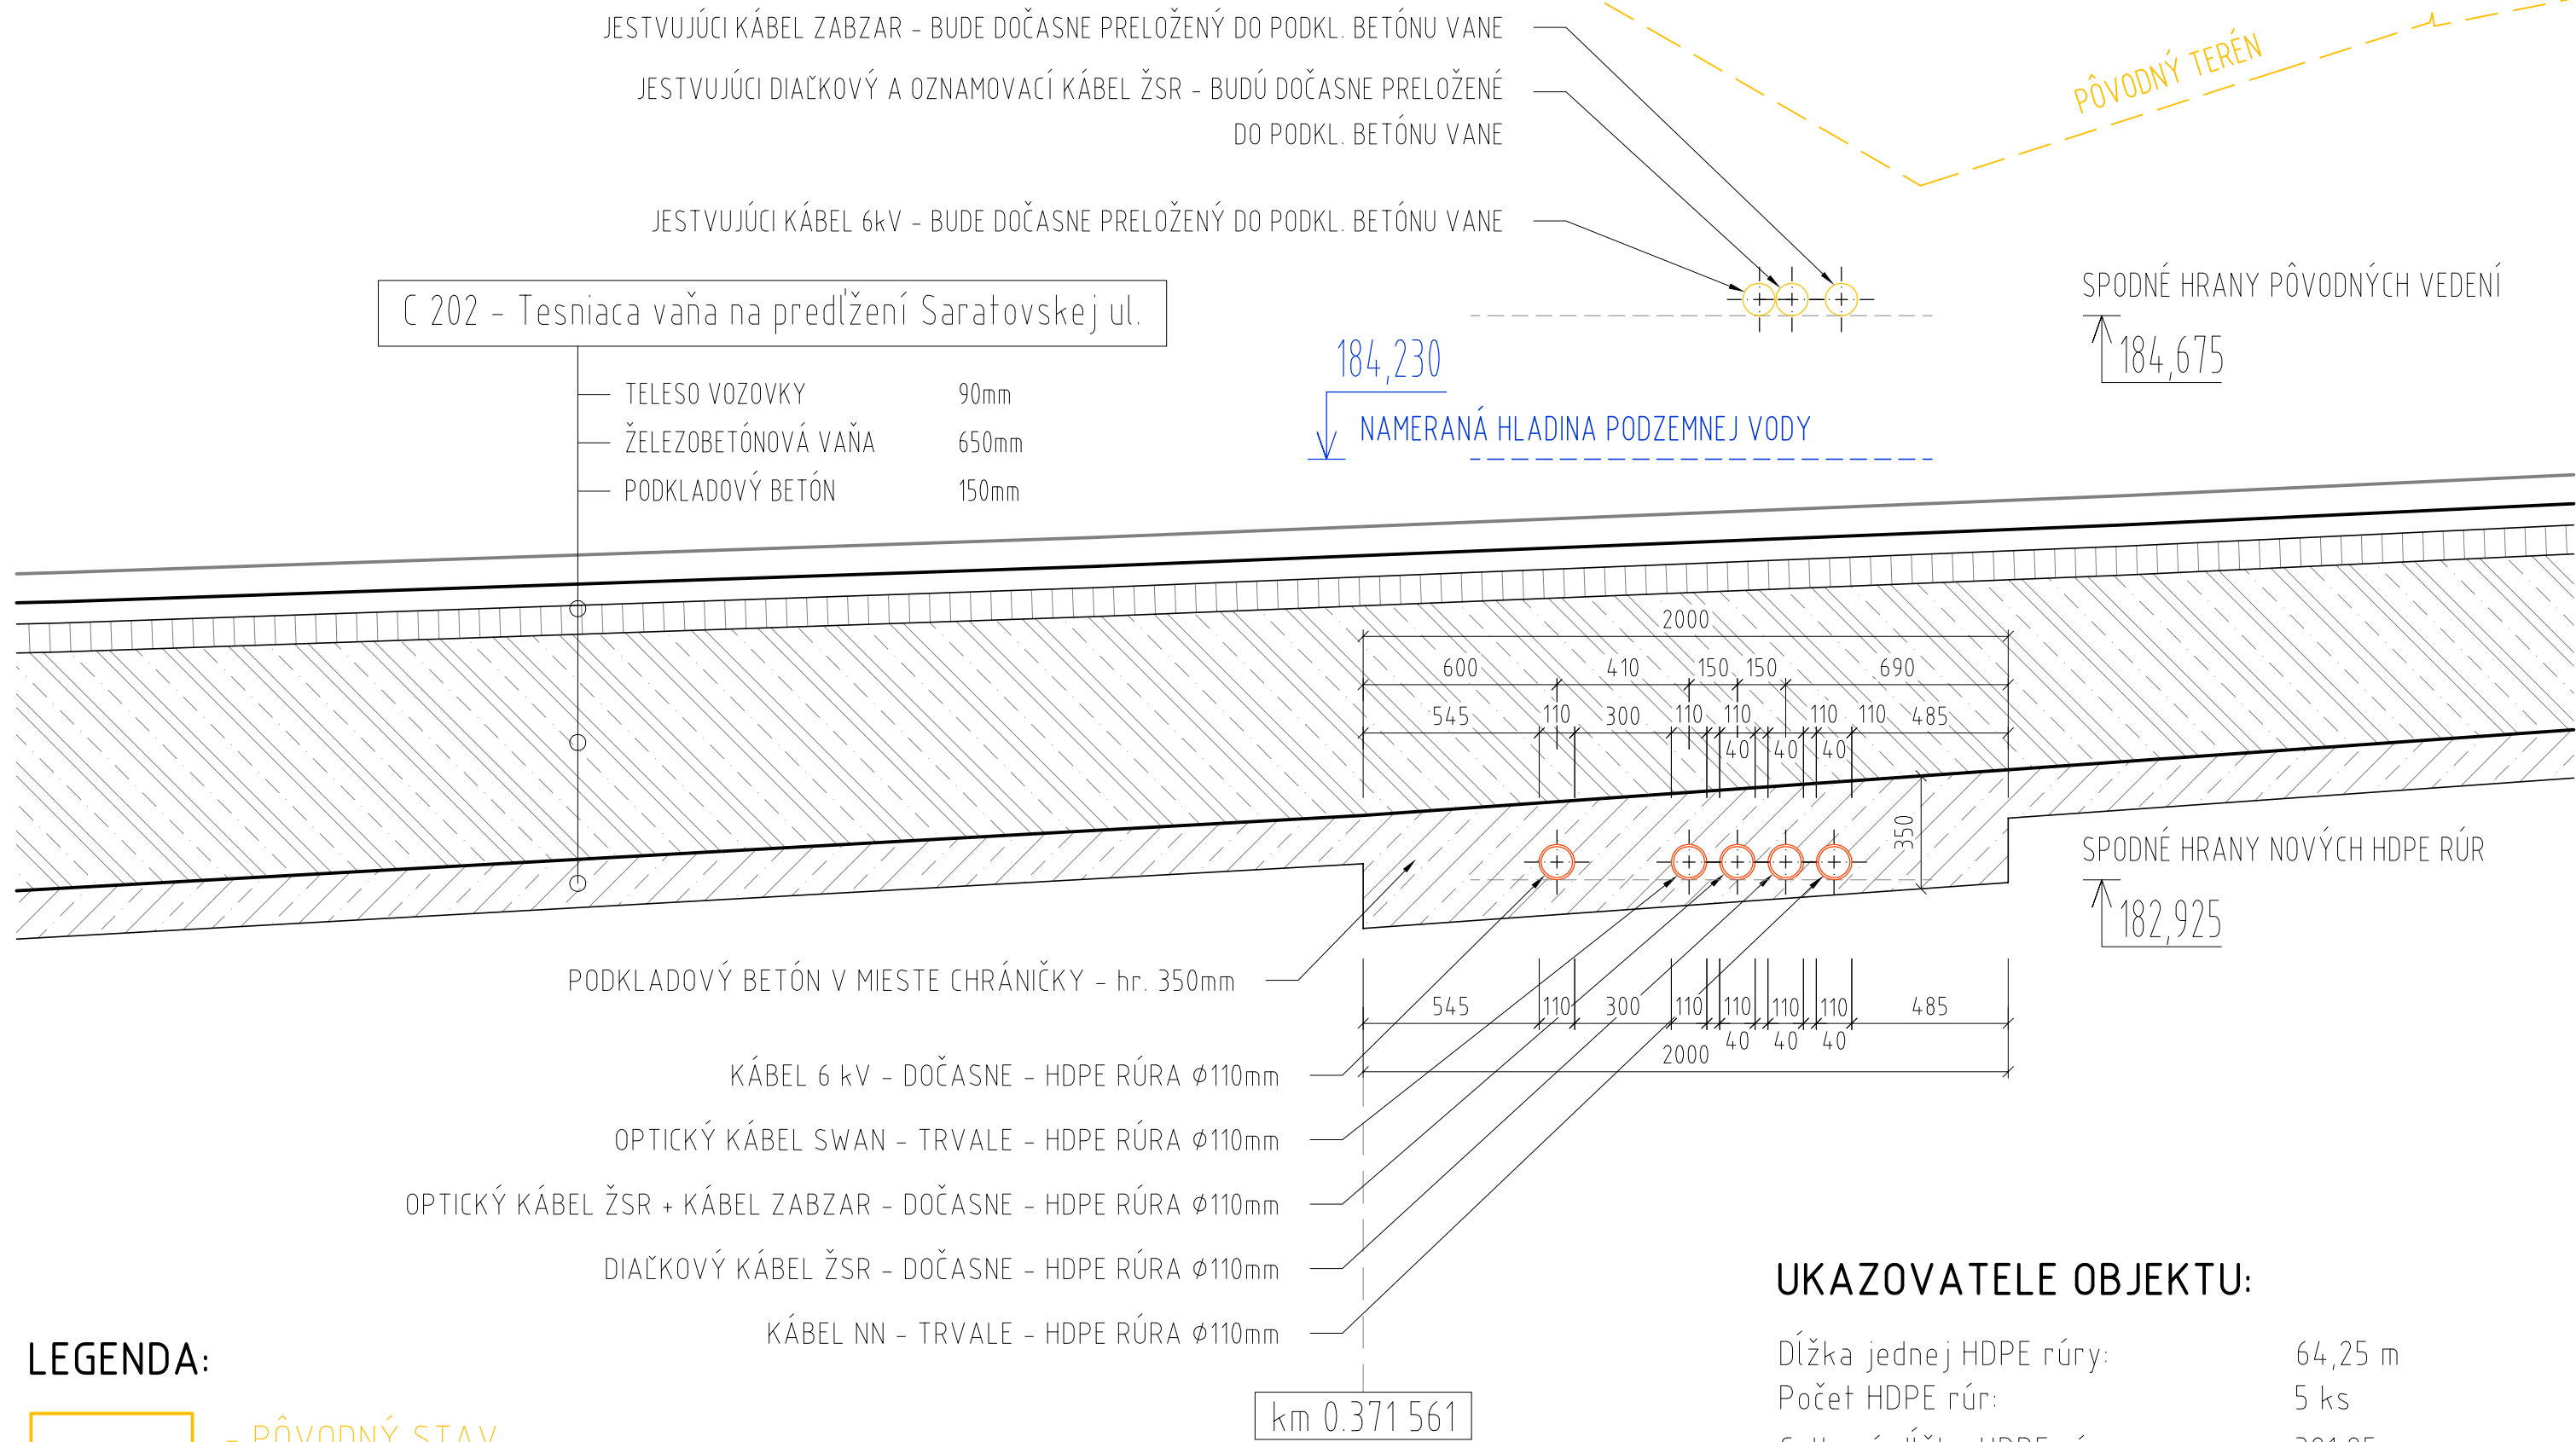 JESTVUJÚCI KÁBEL ZABZAR - BUDE DOČASNE PRELOŽENÝ DO PODKL. BETÓNU VANE
JESTVUJÚCI DIAĽKOVÝ A OZNAMOVACÍ KÁBEL ŽSR - BUDÚ DOČASNE PRELOŽENÉ
DO PODKL. BETÓNU VANE
JESTVUJÚCI KÁBEL 6kV - BUDE DOČASNE PRELOŽENÝ DO PODKL. BETÓNU VANE
PÔVODNÝ TERÉN
C 202 - Tesniaca vaňa na predĺžení Saratovskej ul.
TELESO VOZOVKY 90mm
ŽELEZOBETÓNOVÁ VAŇA 650mm
PODKLADOVÝ BETÓN 150mm
184,230
NAMERANÁ HLADINA PODZEMNEJ VODY
SPODNÉ HRANY PÔVODNÝCH VEDENÍ
184,675
2000
600 410 150 150 690
545 110 300 110 110 110 110 485
40 40 40
350
SPODNÉ HRANY NOVÝCH HDPE RÚR
182,925
PODKLADOVÝ BETÓN V MIESTE CHRÁNIČKY - hr. 350mm
545 110 300 110 110 110 110 485
40 40 40
2000
KÁBEL 6 kV - DOČASNE - HDPE RÚRA Ø110mm
OPTICKÝ KÁBEL SWAN - TRVALE - HDPE RÚRA Ø110mm
OPTICKÝ KÁBEL ŽSR + KÁBEL ZABZAR - DOČASNE - HDPE RÚRA Ø110mm
DIAĽKOVÝ KÁBEL ŽSR - DOČASNE - HDPE RÚRA Ø110mm
KÁBEL NN - TRVALE - HDPE RÚRA Ø110mm
km 0.371 561
LEGENDA:
- PÔVODNÝ STAV
UKAZOVATELE OBJEKTU:
Dĺžka jednej HDPE rúry: 64,25 m
Počet HDPE rúr: 5 ks